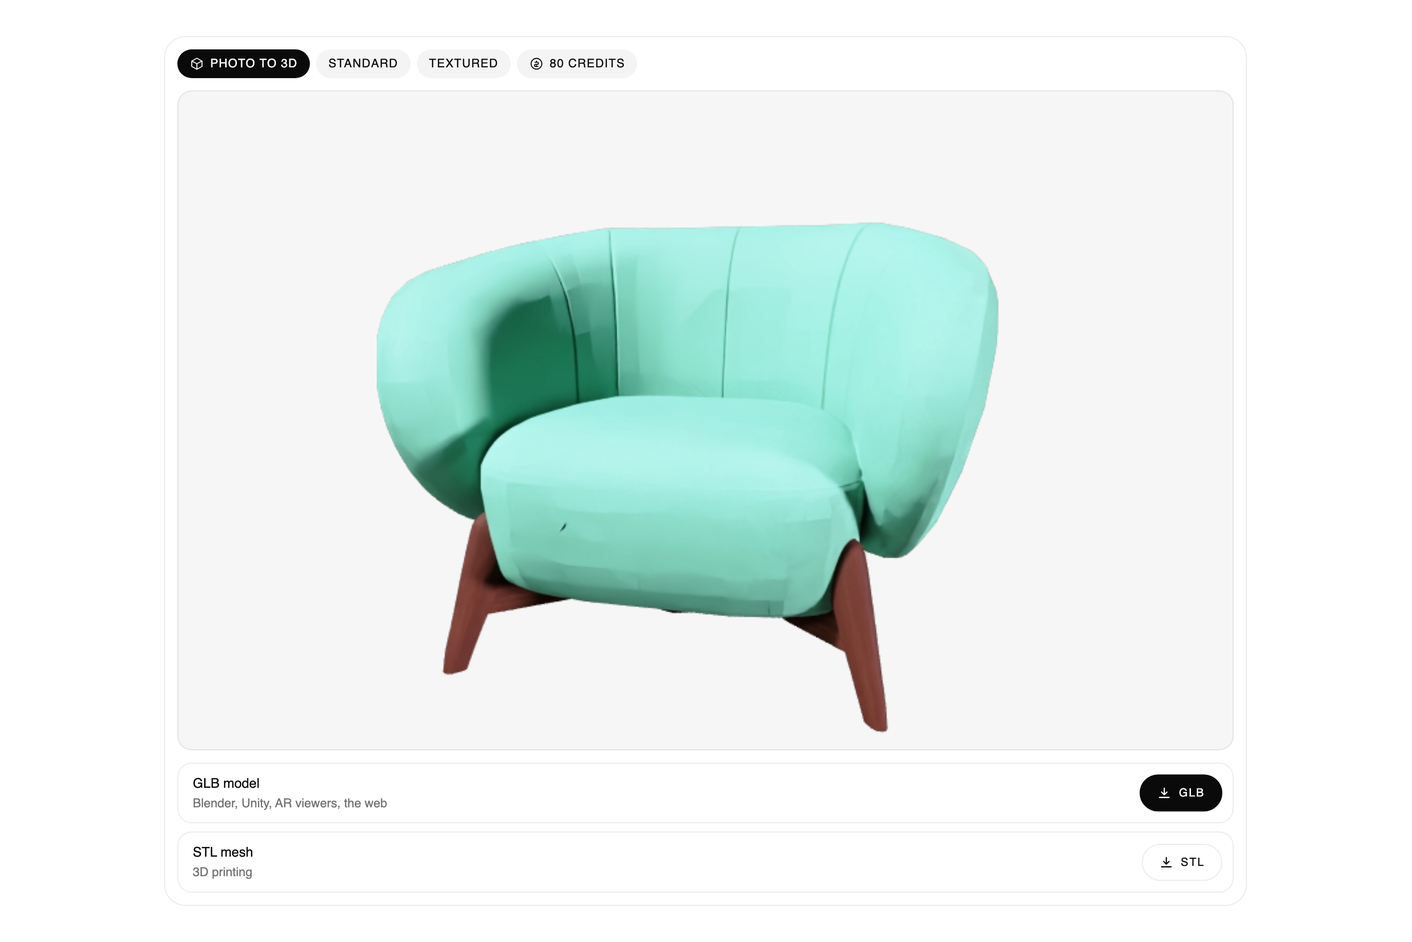 PHOTO TO 3D
STANDARD
TEXTURED
80 CREDITS
GLB model
Blender, Unity, AR viewers, the web
GLB
STL mesh
3D printing
STL